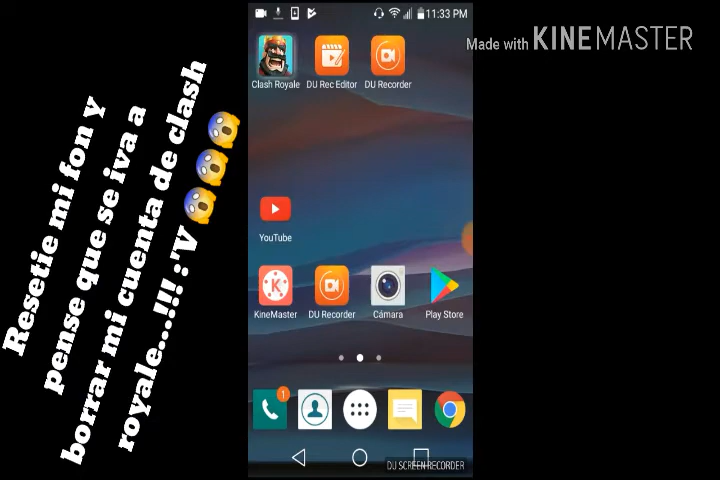 11:33 PM
Made with KINEMASTER
Clash Royale
DU Rec Editor
DU Recorder
Resetie mi fon y
pense que se iva a
borrar mi cuenta de clash
royale...!!! :'V 😱😱😱
YouTube
KineMaster
DU Recorder
Cámara
Play Store
1
DU SCREEN RECORDER